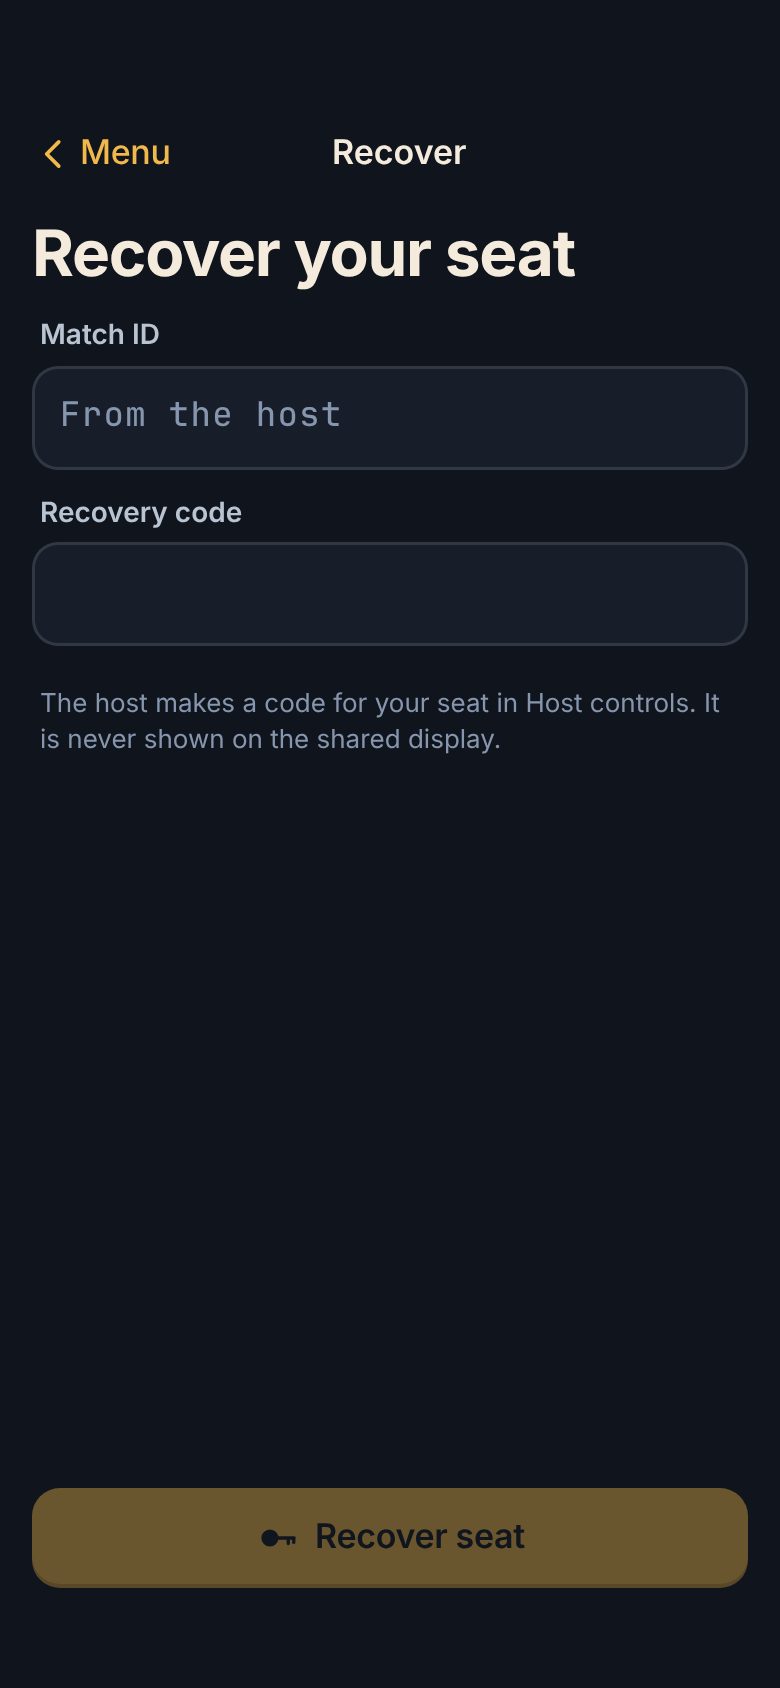 Menu
Recover
Recover your seat
Match ID
From the host
Recovery code
The host makes a code for your seat in Host controls. It
is never shown on the shared display.
Recover seat